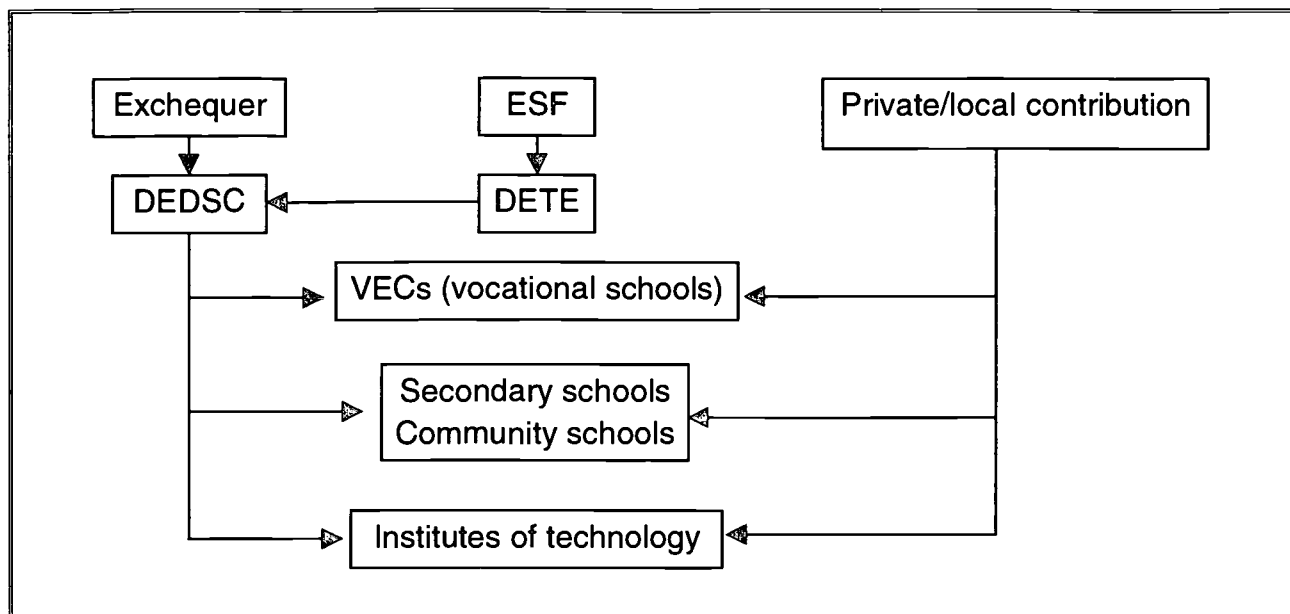 Exchequer
ESF
Private/local contribution
DEDSC
DETE
VECs (vocational schools)
Secondary schools
Community schools
Institutes of technology